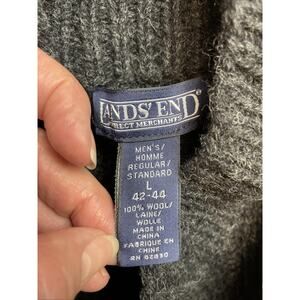 LANDS' END
DIRECT MERCHANTS
MEN'S/
HOMME
REGULAR/
STANDARD
L
42-44
100% WOOL/
LAINE/
WOLLE
MADE IN
CHINA
FABRIQUE EN
CHINE
RN 62830